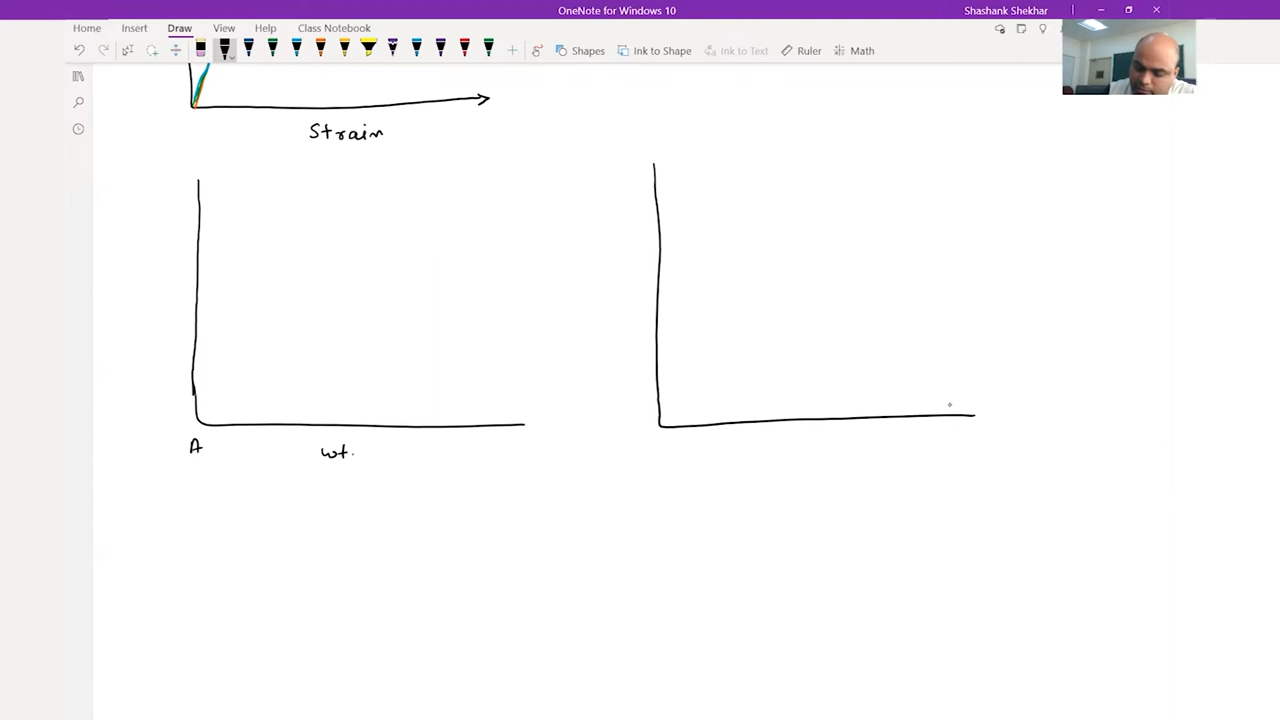 OneNote for Windows 10
Shashank Shekhar
Home Insert Draw View Help Class Notebook
Shapes Ink to Shape Ink to Text Ruler Math
Strain
A wt.